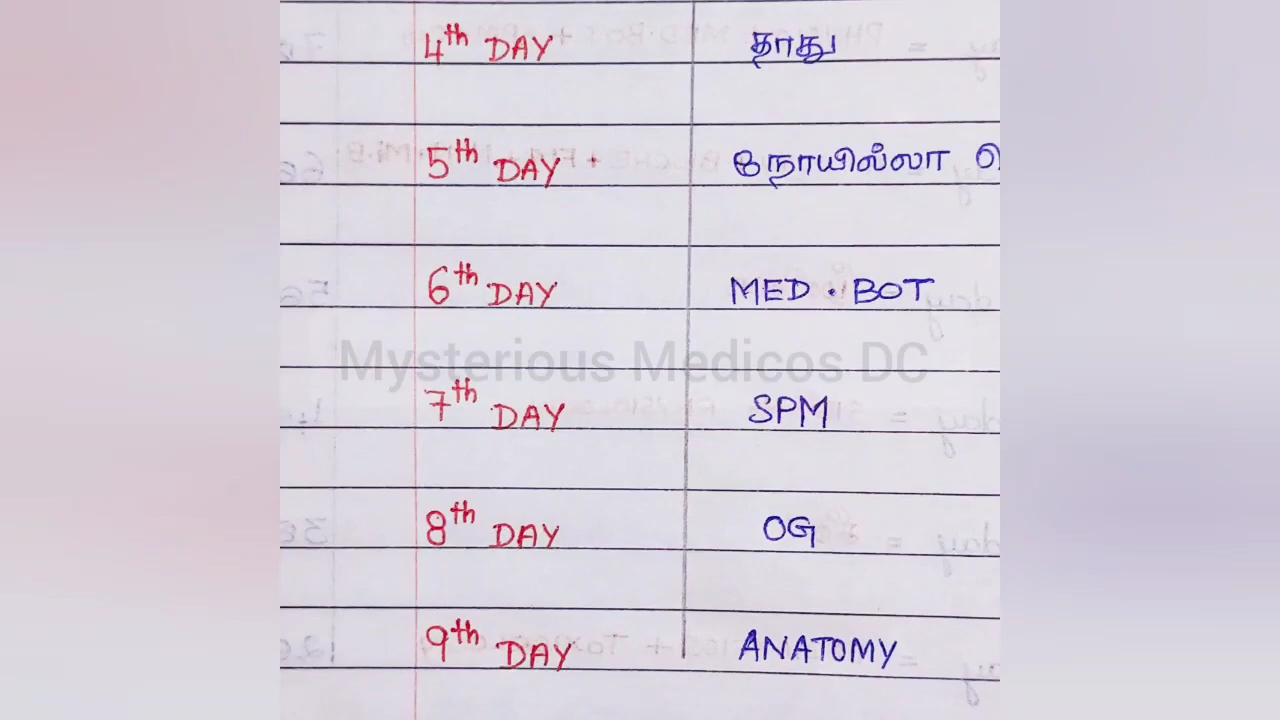 4th DAY தாது
5th DAY நோயில்லா
6th DAY MED · BOT
Mysterious Medicos DC
7th DAY SPM
8th DAY OG
9th DAY ANATOMY